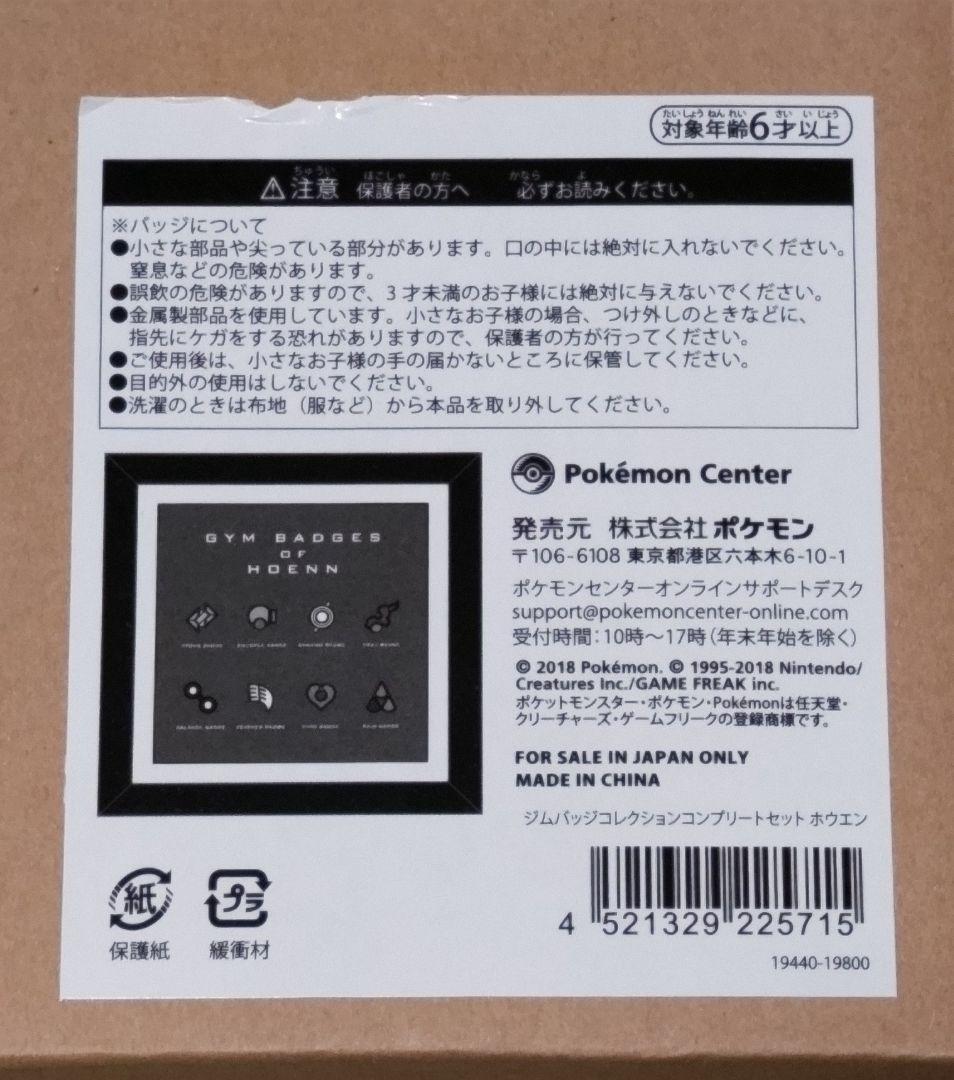 対象年齢6才以上
⚠注意 保護者の方へ 必ずお読みください。
※バッジについて
●小さな部品や尖っている部分があります。口の中には絶対に入れないでください。
窒息などの危険があります。
●誤飲の危険がありますので、3才未満のお子様には絶対に与えないでください。
●金属製部品を使用しています。小さなお子様の場合、つけ外しのときなどに、
指先にケガをする恐れがありますので、保護者の方が行ってください。
●ご使用後は、小さなお子様の手の届かないところに保管してください。
●目的外の使用はしないでください。
●洗濯のときは布地（服など）から本品を取り外してください。
GYM BADGES
OF
HOENN
Pokémon Center
発売元 株式会社ポケモン
〒106-6108 東京都港区六本木6-10-1
ポケモンセンターオンラインサポートデスク
support@pokemoncenter-online.com
受付時間：10時～17時（年末年始を除く）
© 2018 Pokémon. © 1995-2018 Nintendo/
Creatures Inc./GAME FREAK inc.
ポケットモンスター・ポケモン・Pokémonは任天堂・
クリーチャーズ・ゲームフリークの登録商標です。
FOR SALE IN JAPAN ONLY
MADE IN CHINA
ジムバッジコレクションコンプリートセット ホウエン
紙
保護紙
プラ
緩衝材
4 521329 225715
19440-19800